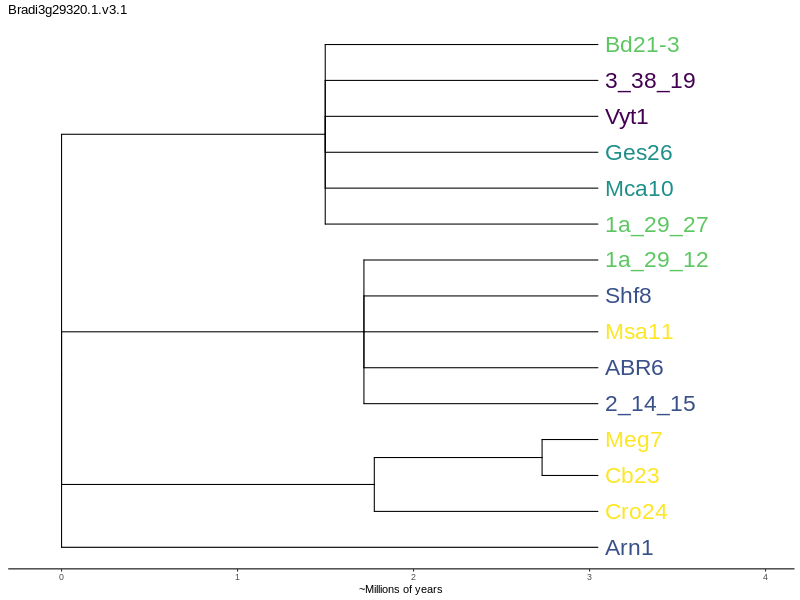 Bradi3g29320.1.v3.1
Bd21-3
3_38_19
Vyt1
Ges26
Mca10
1a_29_27
1a_29_12
Shf8
Msa11
ABR6
2_14_15
Meg7
Cb23
Cro24
Arn1
0 1 2 3 4
~Millions of years